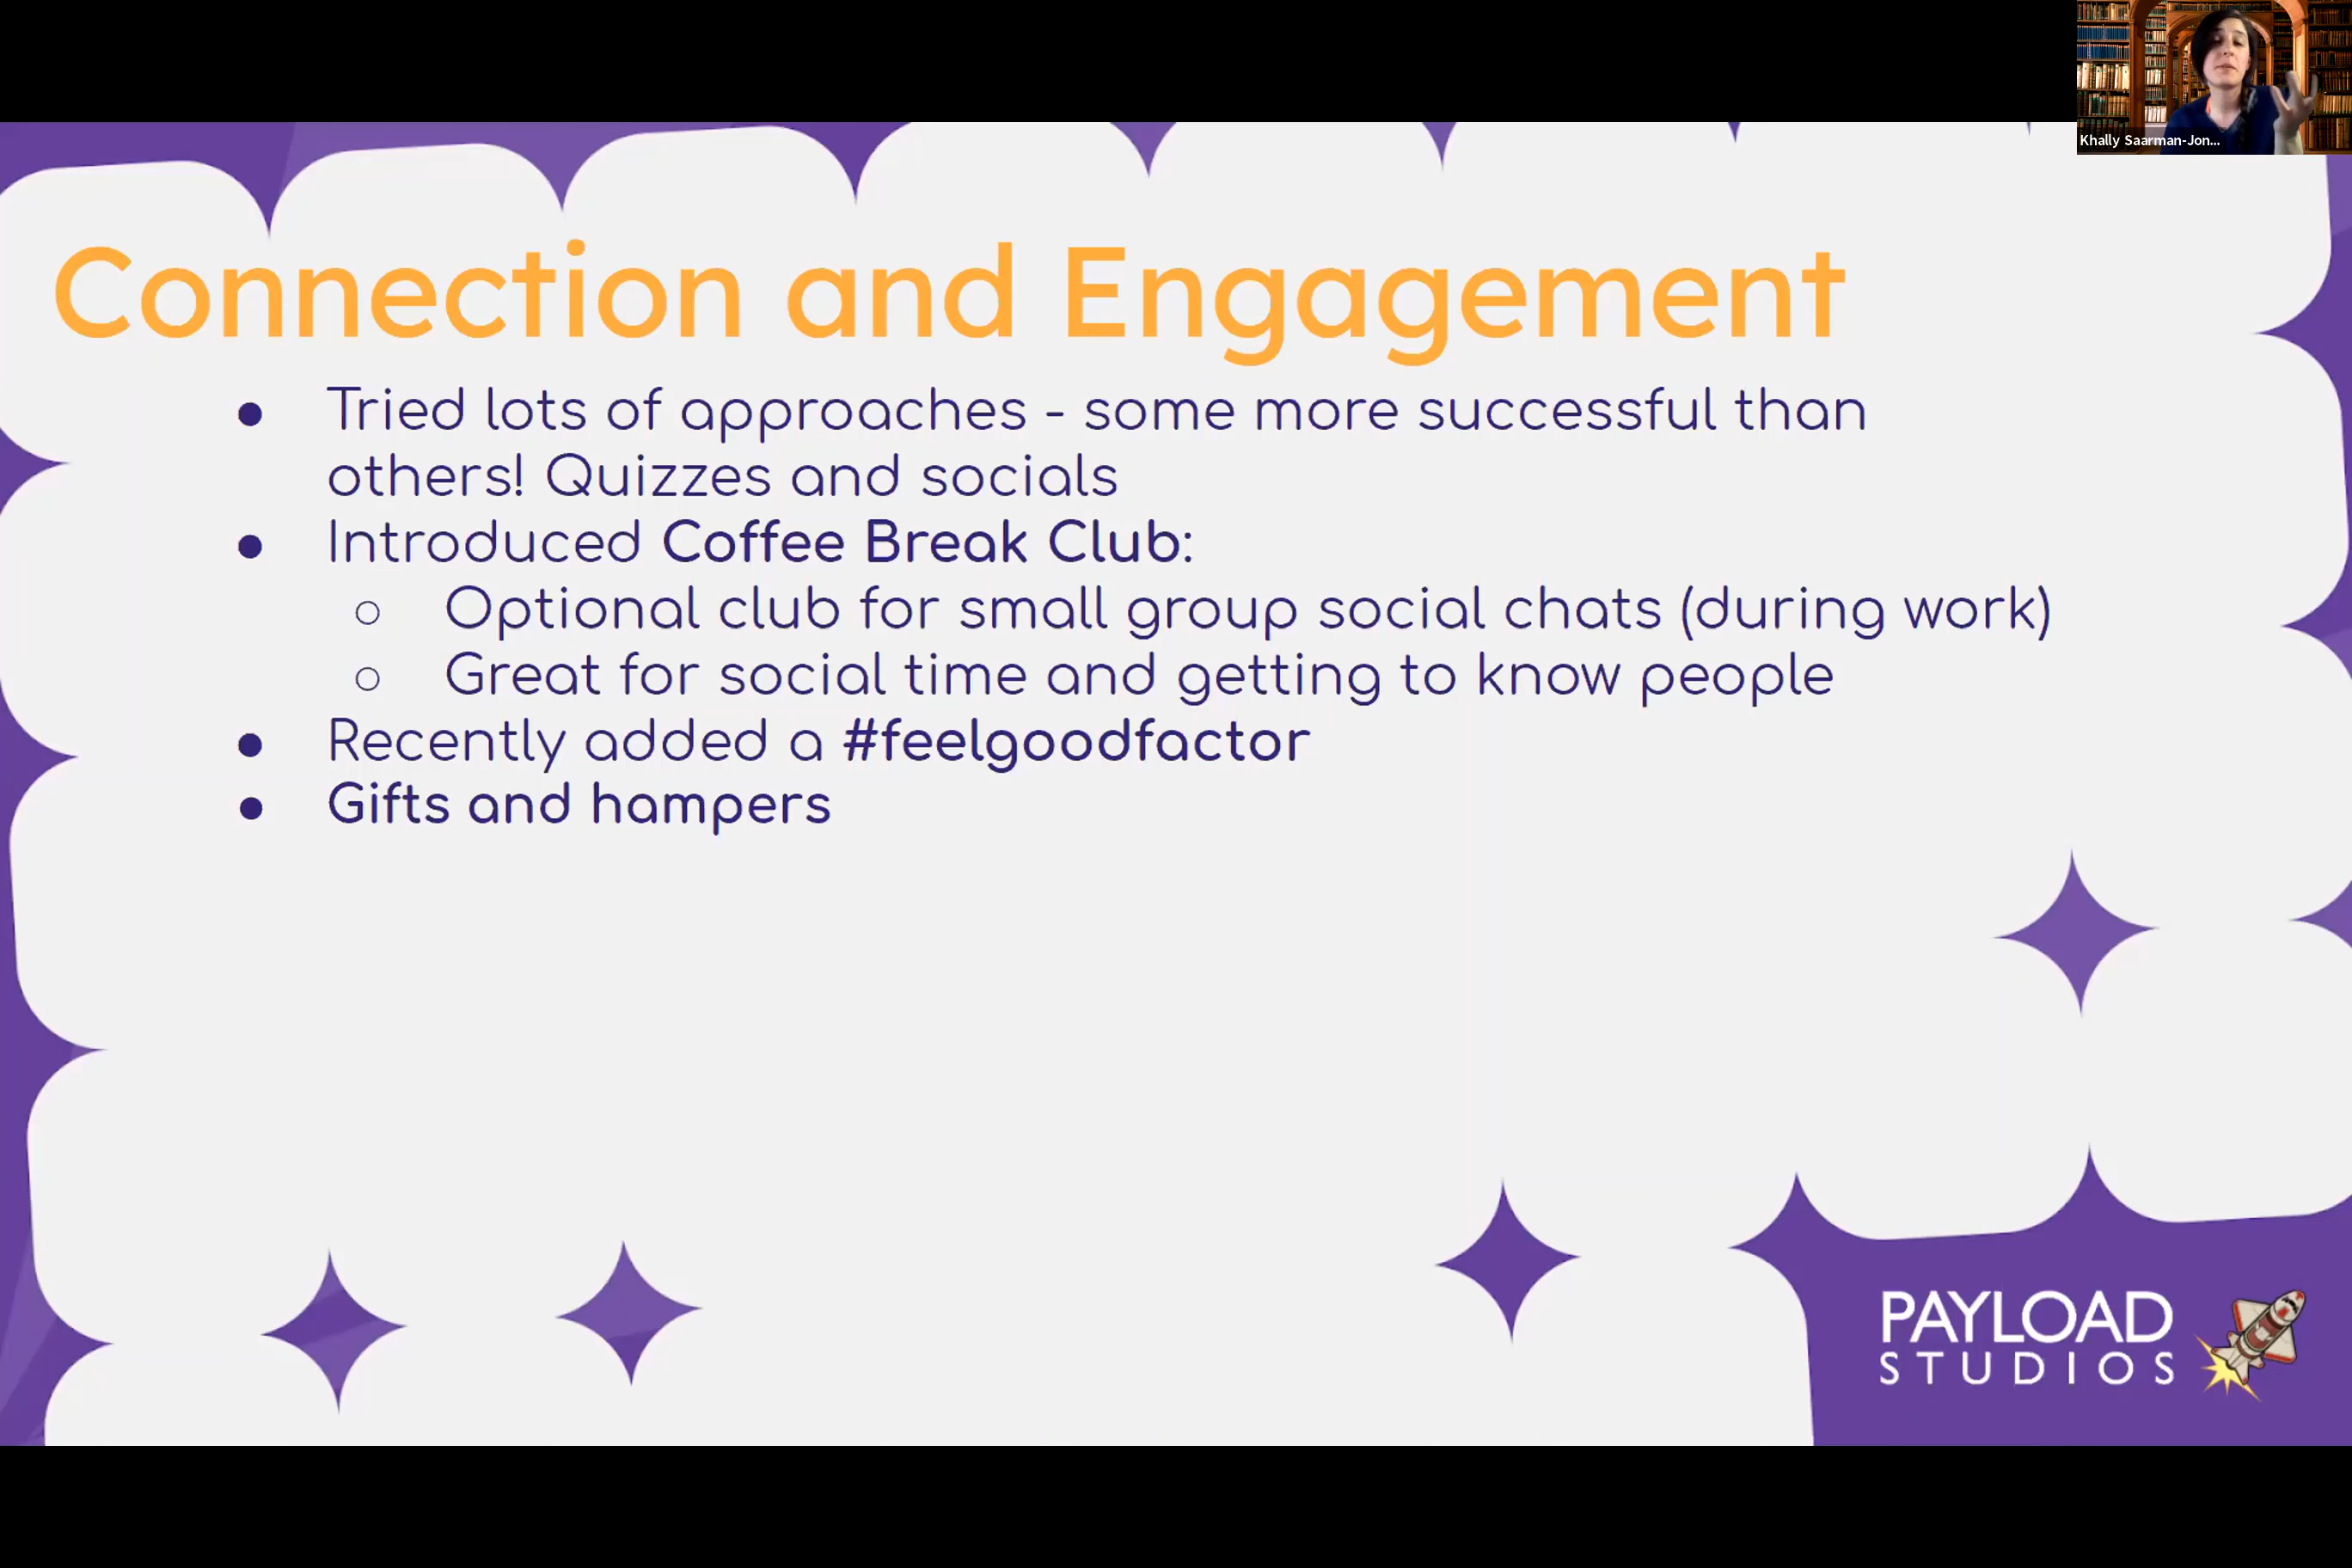 Khally Saarman-Jon...
Connection and Engagement
● Tried lots of approaches - some more successful than
others! Quizzes and socials
● Introduced Coffee Break Club:
○ Optional club for small group social chats (during work)
○ Great for social time and getting to know people
● Recently added a #feelgoodfactor
● Gifts and hampers
PAYLOAD
STUDIOS